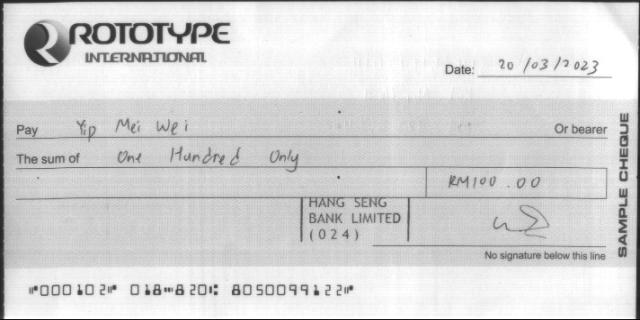 ROTOTYPE
INTERNATIONAL
Date: 20/03/2023
Pay Yip Mei Wei Or bearer
The sum of One Hundred Only
RM100.00
HANG SENG
BANK LIMITED
(024)
No signature below this line
SAMPLE CHEQUE
⑈000102⑈ 018⑉820⑆ 8050099122⑈